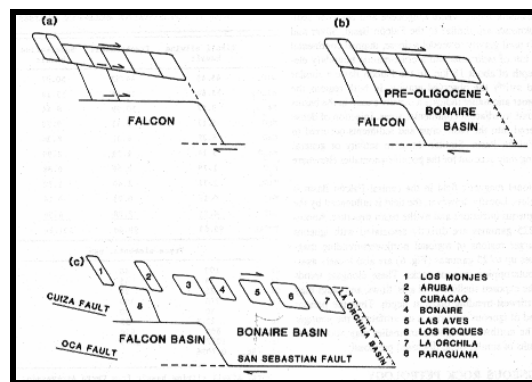 (a)
FALCON
(b)
PRE-OLIGOCENE
BONAIRE
BASIN
(c)
1
2
3
4
5
6
7
8
CUIZA FAULT
OCA FAULT
FALCON BASIN
BONAIRE BASIN
SAN SEBASTIAN FAULT
LA ORCHILA BASIN
1 LOS MONJES
2 ARUBA
3 CURACAO
4 BONAIRE
5 LAS AVES
6 LOS ROQUES
7 LA ORCHILA
8 PARAGUANA